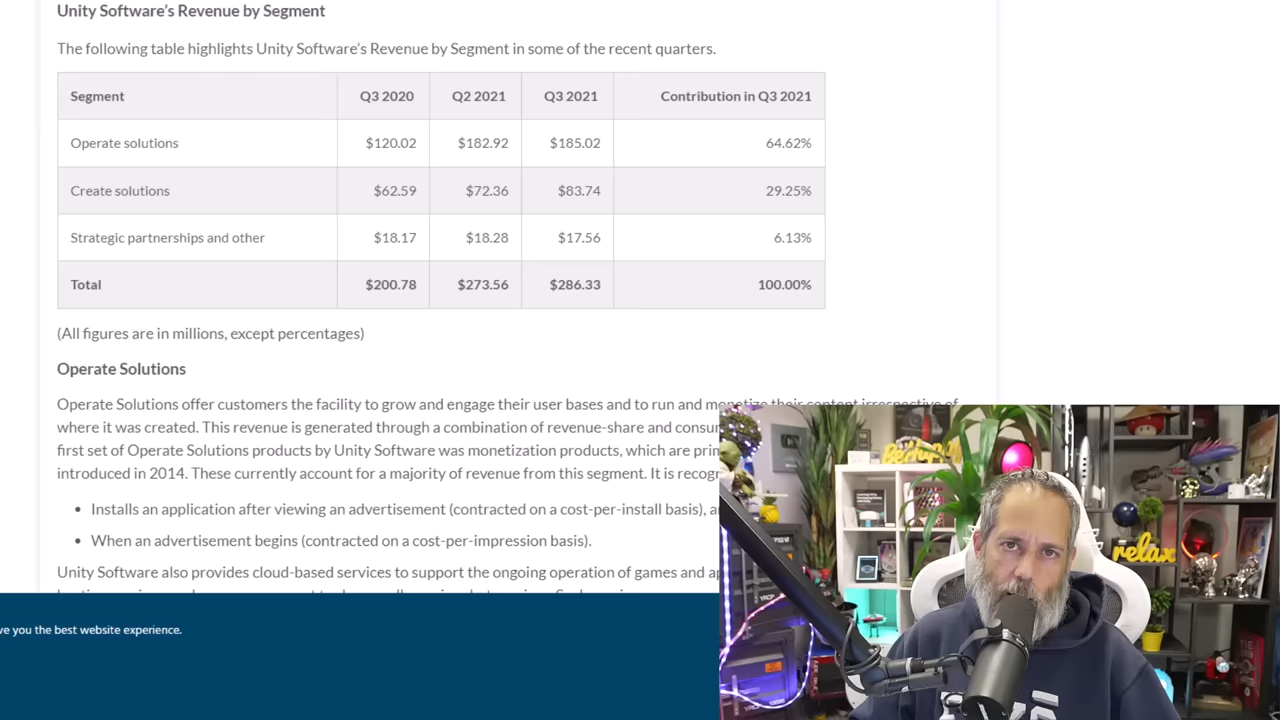 Unity Software’s Revenue by Segment
The following table highlights Unity Software’s Revenue by Segment in some of the recent quarters.
Segment Q3 2020 Q2 2021 Q3 2021 Contribution in Q3 2021
Operate solutions $120.02 $182.92 $185.02 64.62%
Create solutions $62.59 $72.36 $83.74 29.25%
Strategic partnerships and other $18.17 $18.28 $17.56 6.13%
Total $200.78 $273.56 $286.33 100.00%
(All figures are in millions, except percentages)
Operate Solutions
Operate Solutions offer customers the facility to grow and engage their user bases and to run and monetize their content irrespective of
where it was created. This revenue is generated through a combination of revenue-share and
first set of Operate Solutions products by Unity Software was monetization products, which are
introduced in 2014. These currently account for a majority of revenue from this segment. It is
• Installs an application after viewing an advertisement (contracted on a cost-per-install basis),
• When an advertisement begins (contracted on a cost-per-impression basis).
Unity Software also provides cloud-based services to support the ongoing operation of games and
you the best website experience.
relax